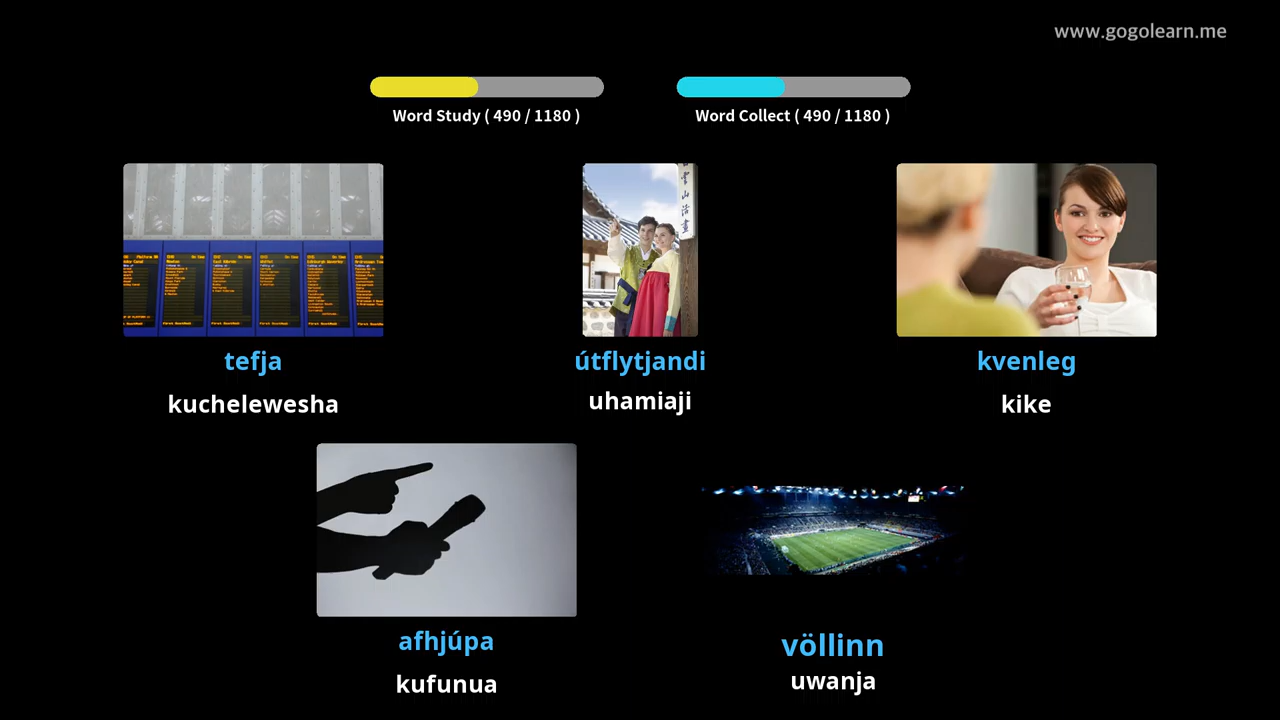 www.gogolearn.me
Word Study ( 490 / 1180 )
Word Collect ( 490 / 1180 )
tefja
kuchelewesha
útflytjandi
uhamiaji
kvenleg
kike
afhjúpa
kufunua
völlinn
uwanja